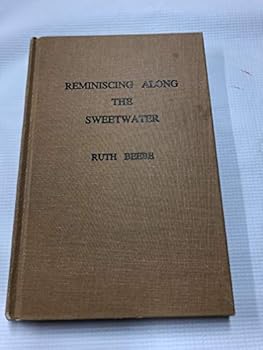 REMINISCING ALONG
THE
SWEETWATER
RUTH BEEBE